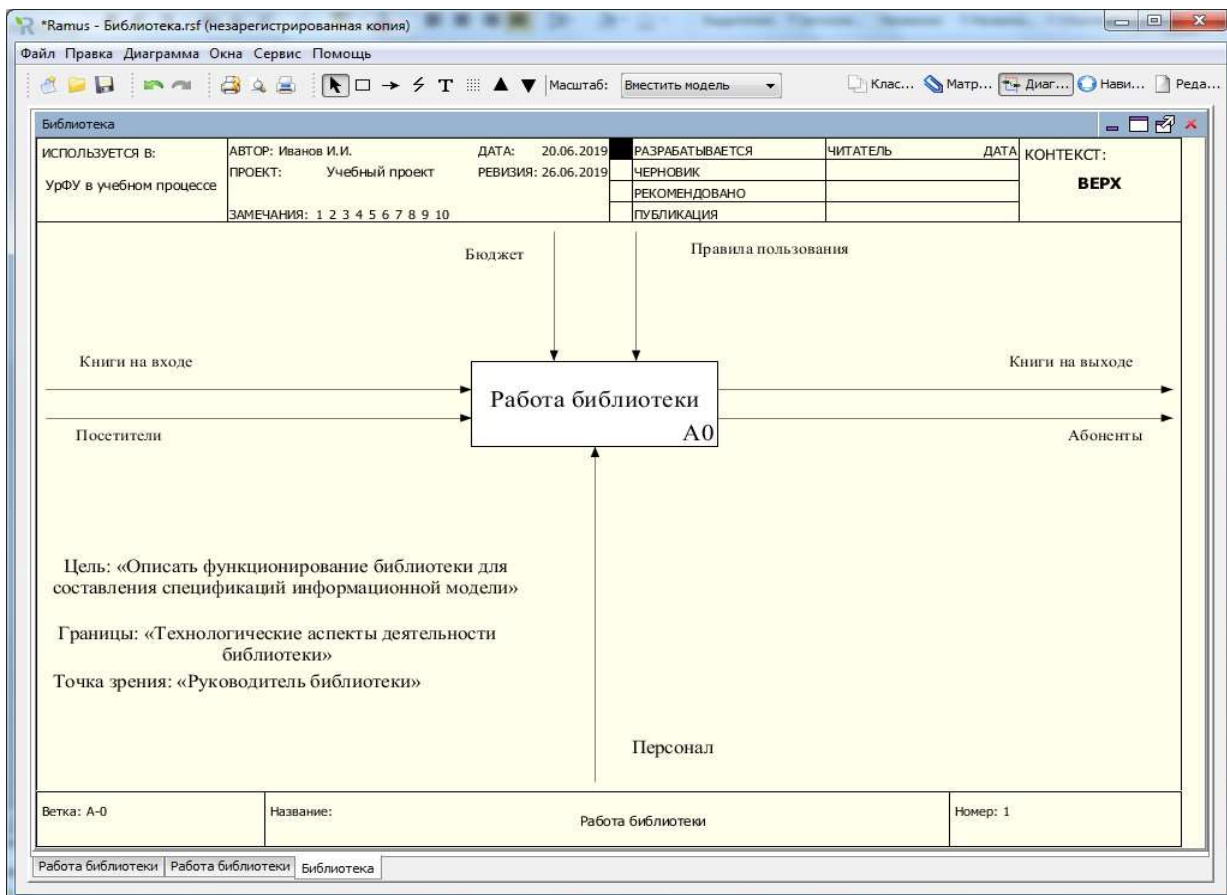 *Ramus - Библиотека.rsf (незарегистрированная копия)
Файл Правка Диаграмма Окна Сервис Помощь
T Масштаб: Вместить модель Клас... Матр... Диаг... Нави... Реда...
Библиотека
ИСПОЛЬЗУЕТСЯ В:
УрФУ в учебном процессе
АВТОР: Иванов И.И. ДАТА: 20.06.2019
ПРОЕКТ: Учебный проект РЕВИЗИЯ: 26.06.2019
ЗАМЕЧАНИЯ: 1 2 3 4 5 6 7 8 9 10
РАЗРАБАТЫВАЕТСЯ
ЧЕРНОВИК
РЕКОМЕНДОВАНО
ПУБЛИКАЦИЯ
ЧИТАТЕЛЬ ДАТА
КОНТЕКСТ:
ВЕРХ
Бюджет
Правила пользования
Книги на входе
Книги на выходе
Работа библиотеки
A0
Посетители
Абоненты
Цель: «Описать функционирование библиотеки для
составления спецификаций информационной модели»
Границы: «Технологические аспекты деятельности
библиотеки»
Точка зрения: «Руководитель библиотеки»
Персонал
Ветка: A-0
Название:
Работа библиотеки
Номер: 1
Работа библиотеки Работа библиотеки Библиотека